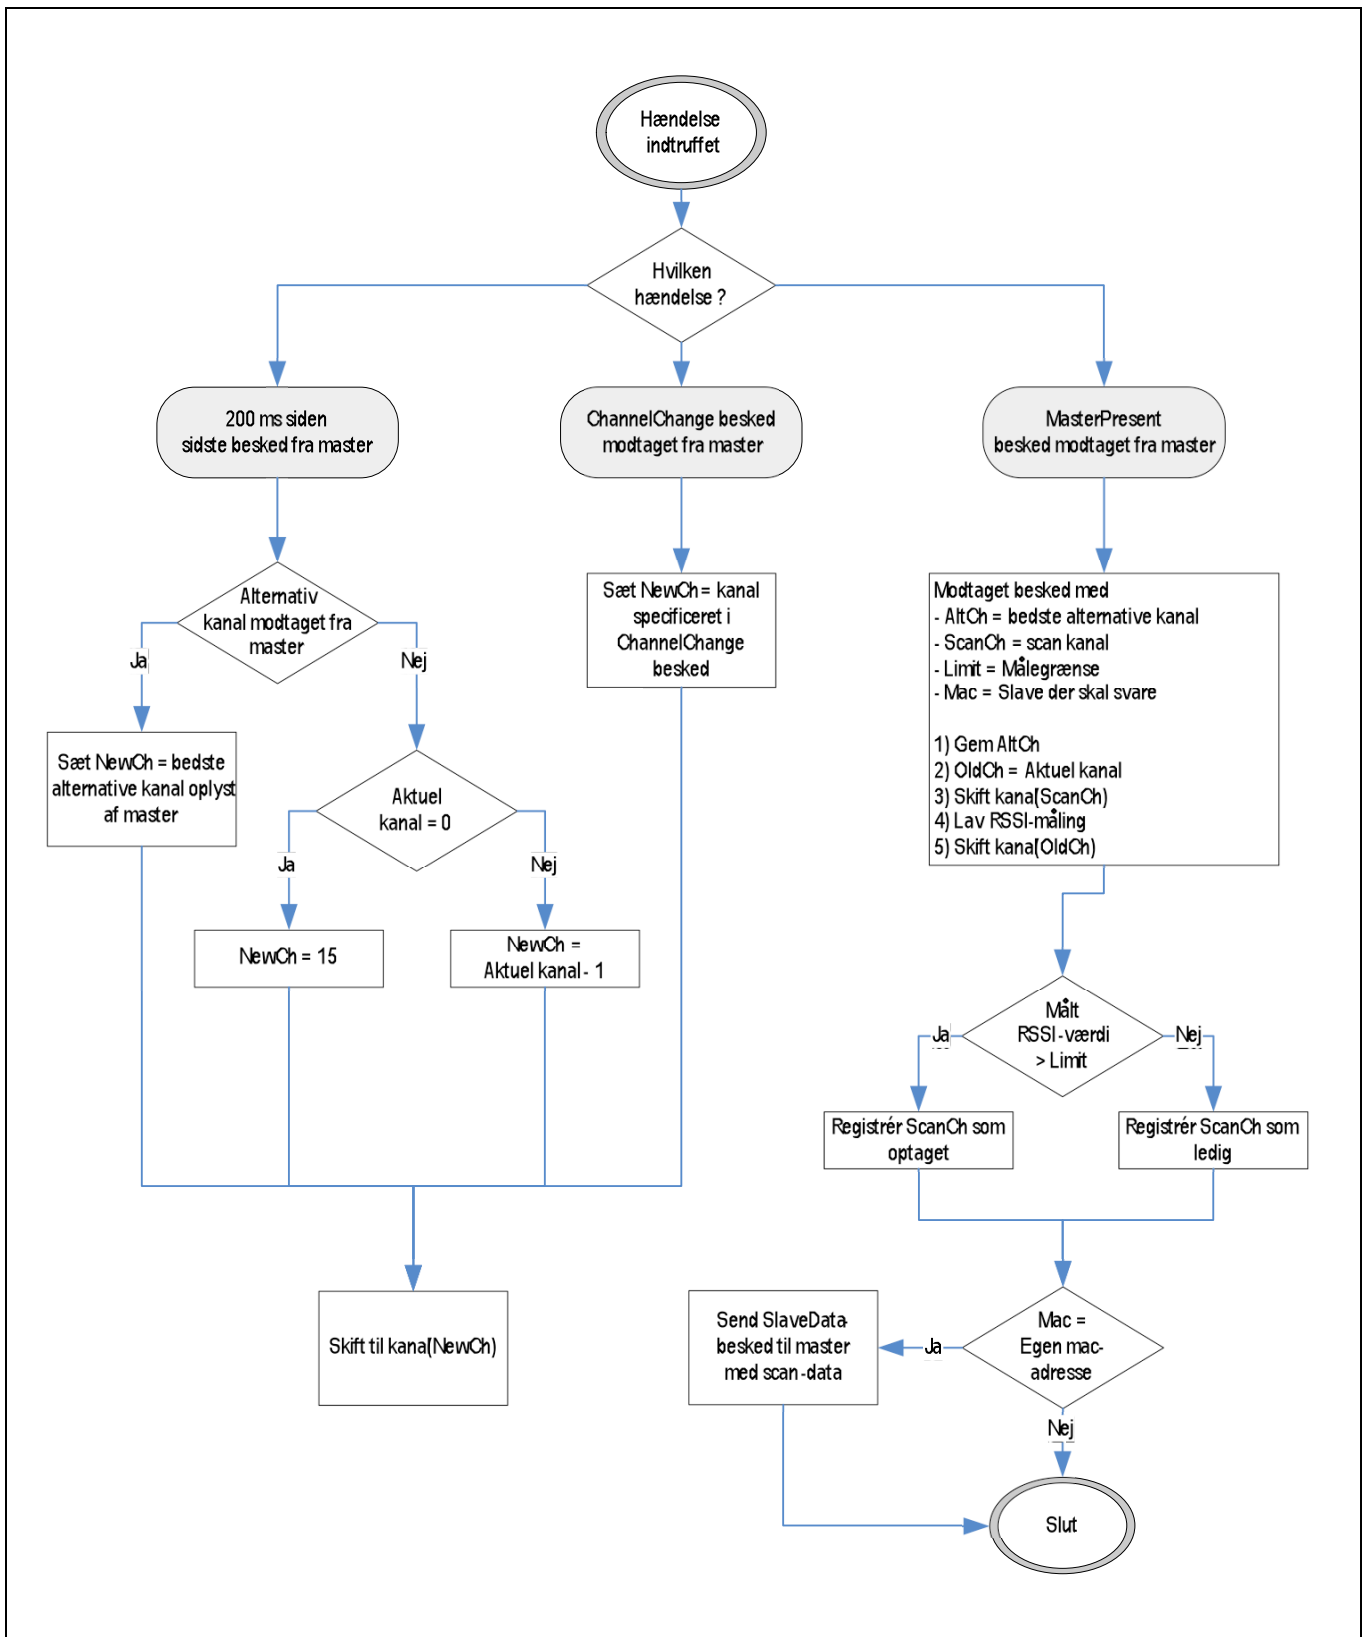 Hændelse
indtruffet
Hvilken
hændelse ?
200 ms siden
sidste besked fra master
ChannelChange besked
modtaget fra master
MasterPresent
besked modtaget fra master
Alternativ
kanal modtaget fra
master
Ja
Nej
Sæt NewCh = bedste
alternative kanal oplyst
af master
Aktuel
kanal = 0
Ja
Nej
NewCh = 15
NewCh =
Aktuel kanal - 1
Sæt NewCh = kanal
specificeret i
ChannelChange
besked
Modtaget besked med
- AltCh = bedste alternative kanal
- ScanCh = scan kanal
- Limit = Målegrænse
- Mac = Slave der skal svare
1) Gem AltCh
2) OldCh = Aktuel kanal
3) Skift kanal(ScanCh)
4) Lav RSSI-måling
5) Skift kanal(OldCh)
Målt
RSSI-værdi
> Limit
Ja
Nej
Registrér ScanCh som
optaget
Registrér ScanCh som
ledig
Skift til kanal(NewCh)
Send SlaveData-
besked til master
med scan-data
Ja
Mac =
Egen mac-
adresse
Nej
Slut